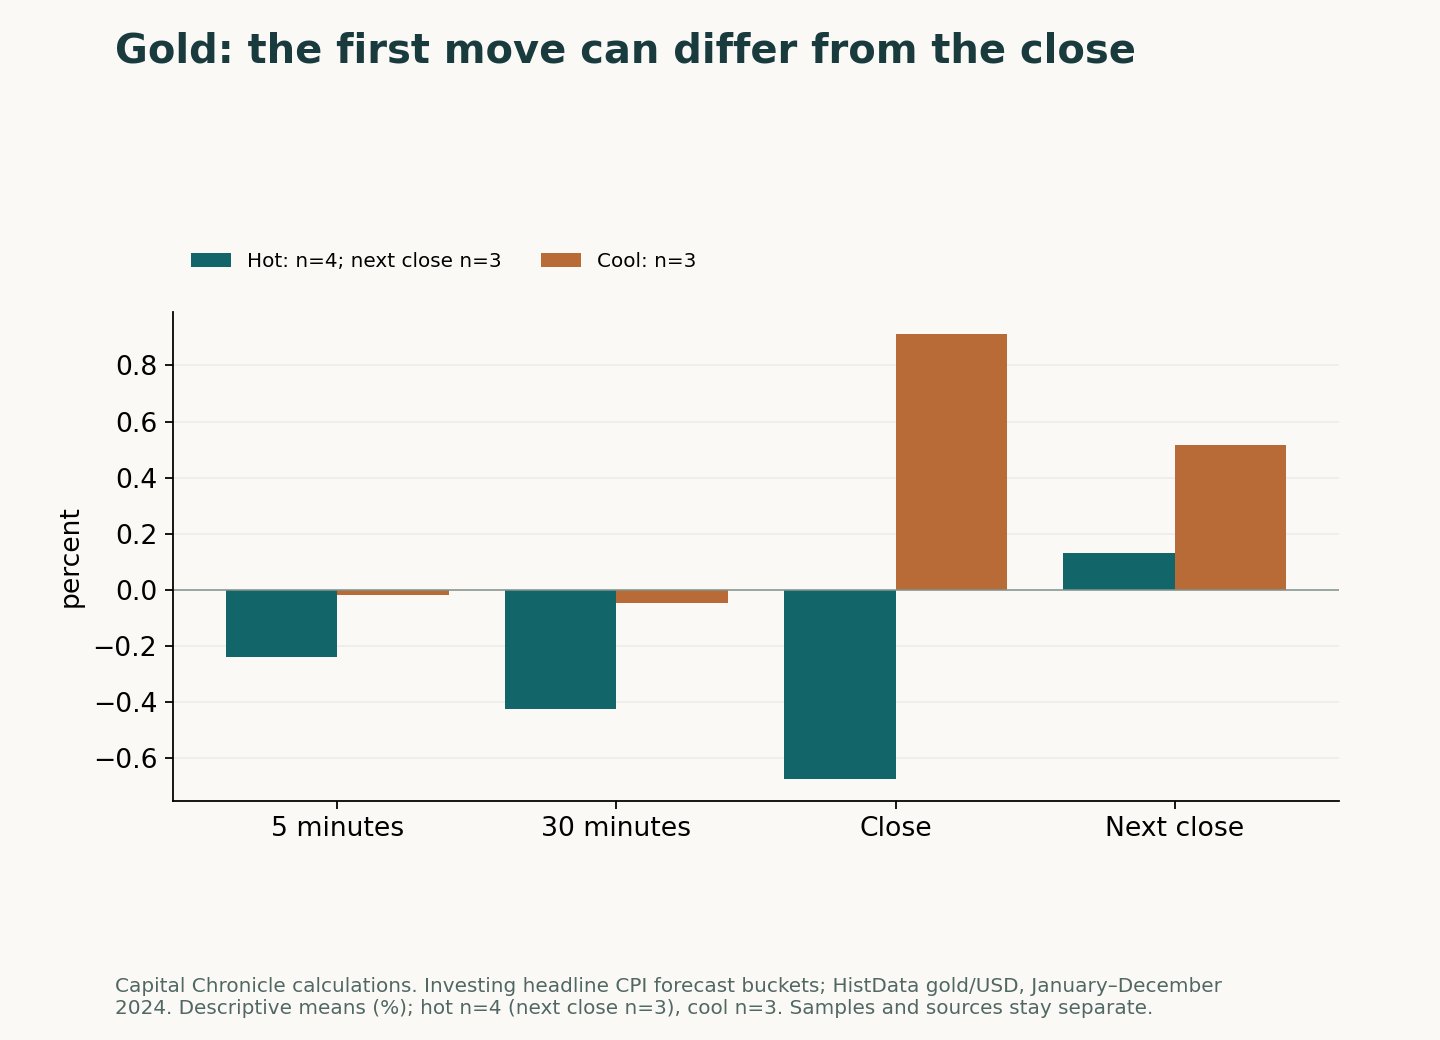 Gold: the first move can differ from the close
Hot: n=4; next close n=3
Cool: n=3
0.8
0.6
0.4
0.2
0.0
−0.2
−0.4
−0.6
percent
5 minutes
30 minutes
Close
Next close
Capital Chronicle calculations. Investing headline CPI forecast buckets; HistData gold/USD, January–December
2024. Descriptive means (%); hot n=4 (next close n=3), cool n=3. Samples and sources stay separate.